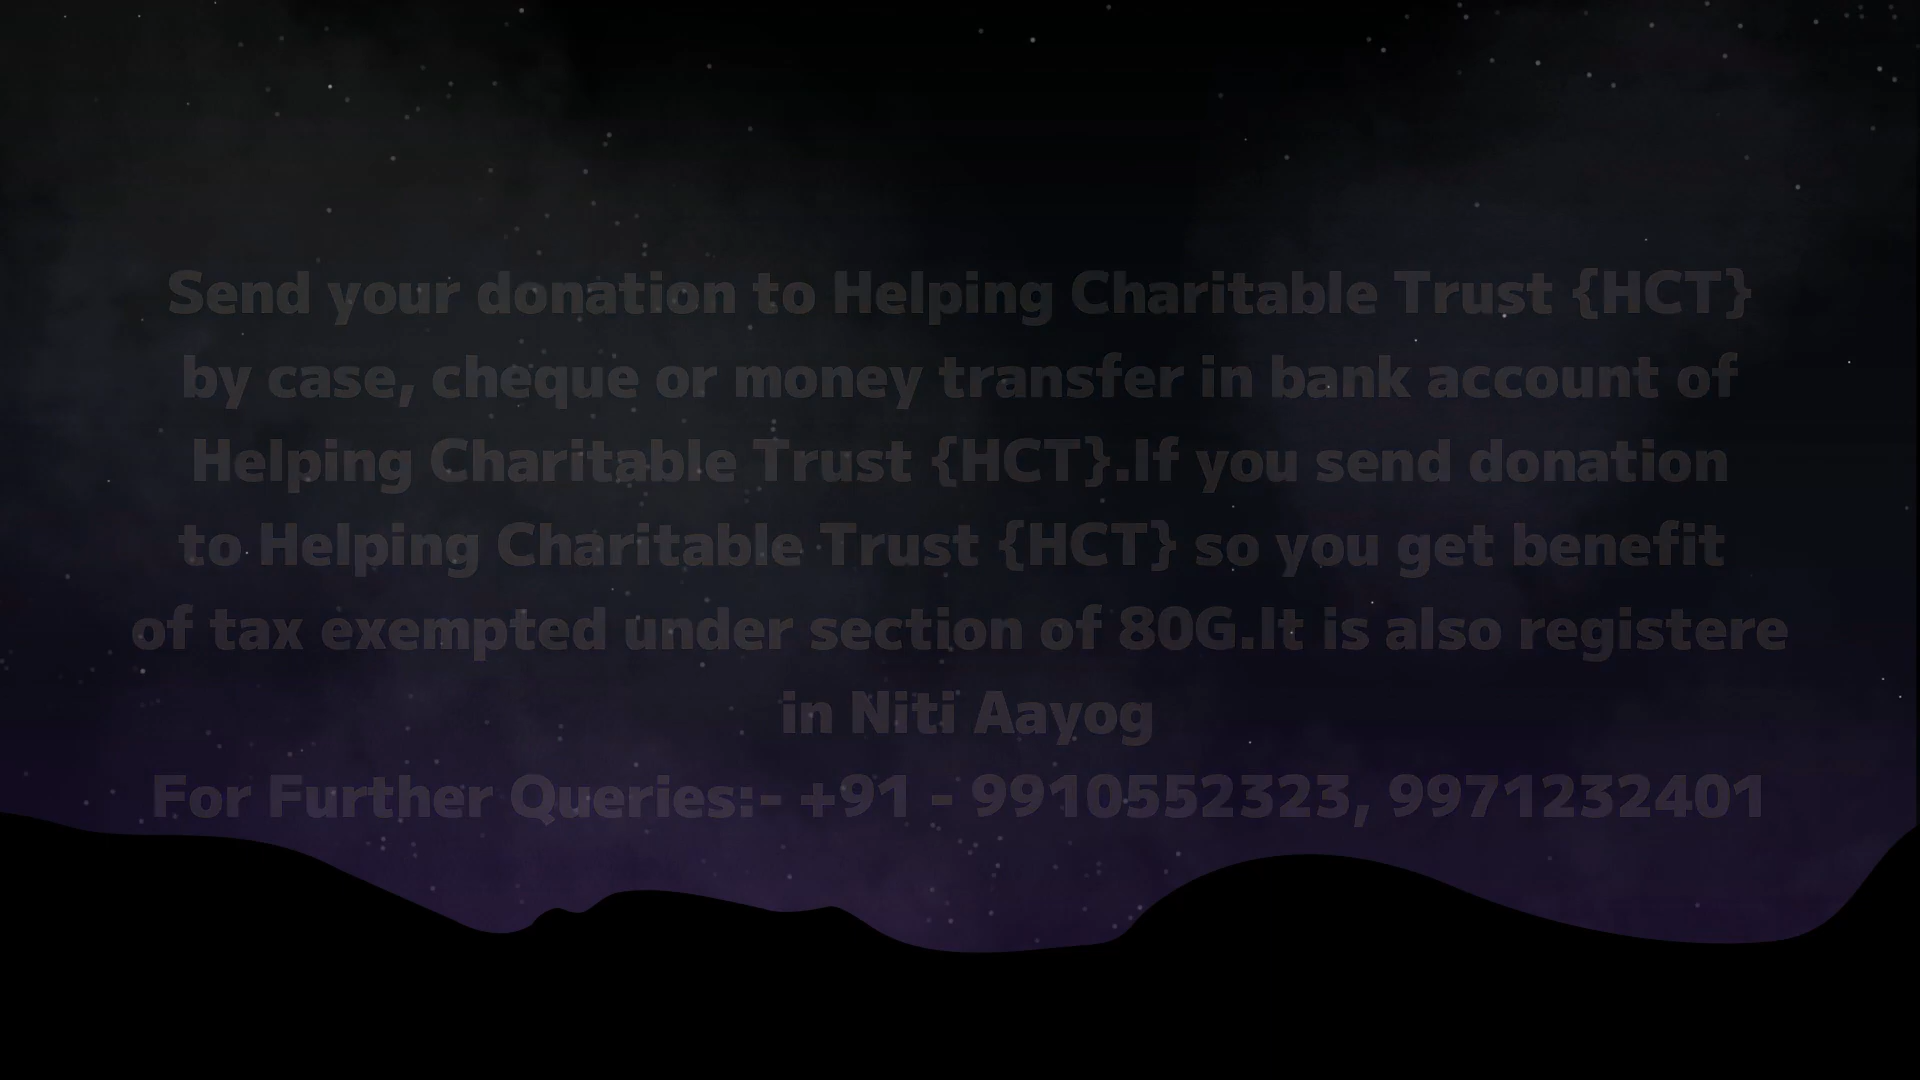 Send your donation to Helping Charitable Trust {HCT}
by case, cheque or money transfer in bank account of
Helping Charitable Trust {HCT}.If you send donation
to Helping Charitable Trust {HCT} so you get benefit
of tax exempted under section of 80G.It is also registere
in Niti Aayog
For Further Queries:- +91 - 9910552323, 9971232401